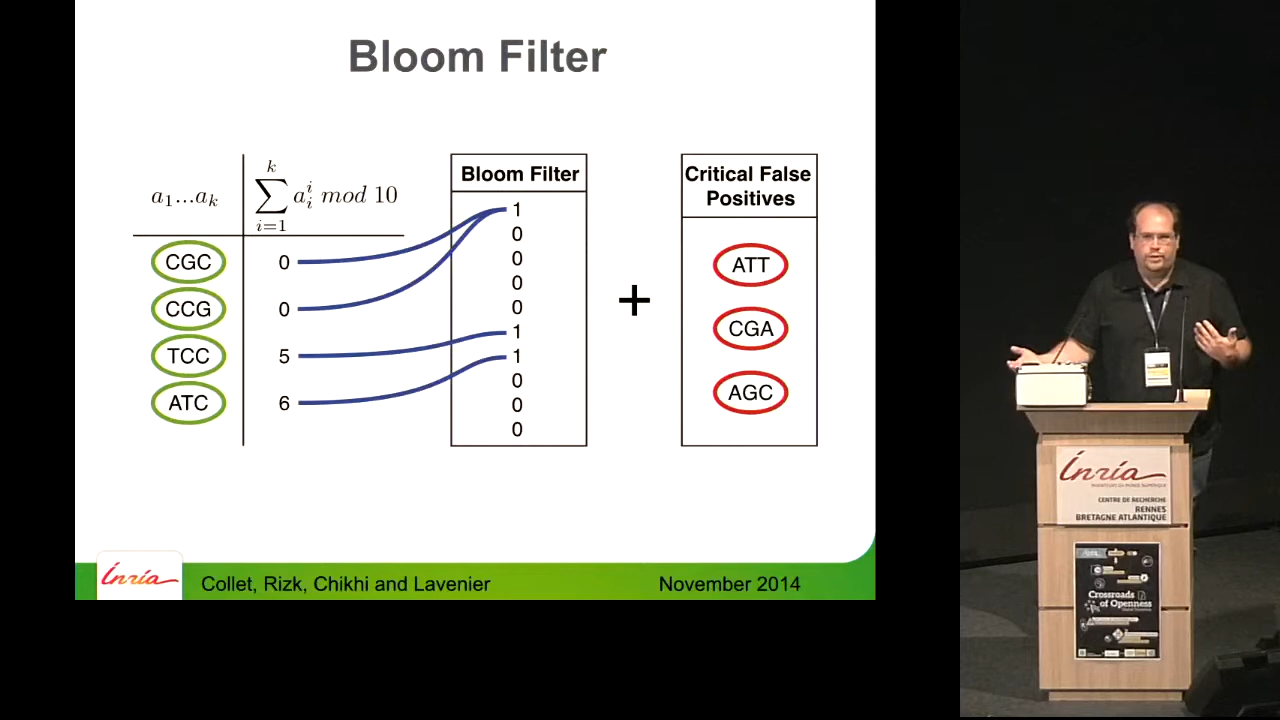 Bloom Filter
a₁...aₖ
k
∑ aᵢⁱ mod 10
i=1
CGC 0
CCG 0
TCC 5
ATC 6
Bloom Filter
1
0
0
0
0
1
1
0
0
0
+
Critical False
Positives
ATT
CGA
AGC
Inria
Collet, Rizk, Chikhi and Lavenier
November 2014
Inria
CENTRE DE RECHERCHE
RENNES
BRETAGNE ATLANTIQUE
Crossroads
of Openness